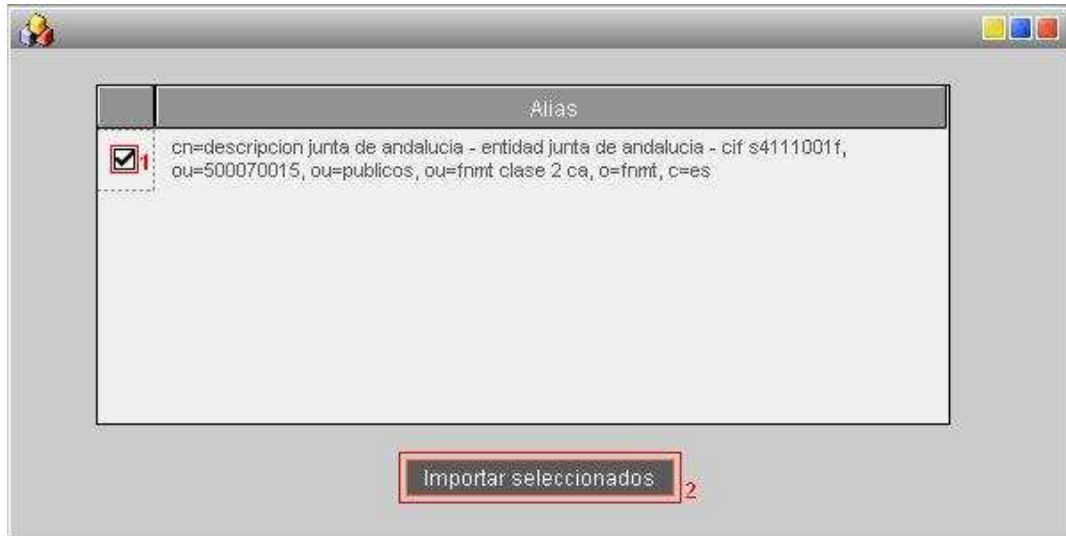 Alias
1
cn=descripcion junta de andalucia - entidad junta de andalucia - cif s4111001f,
ou=500070015, ou=publicos, ou=fnmt clase 2 ca, o=fnmt, c=es
Importar seleccionados
2